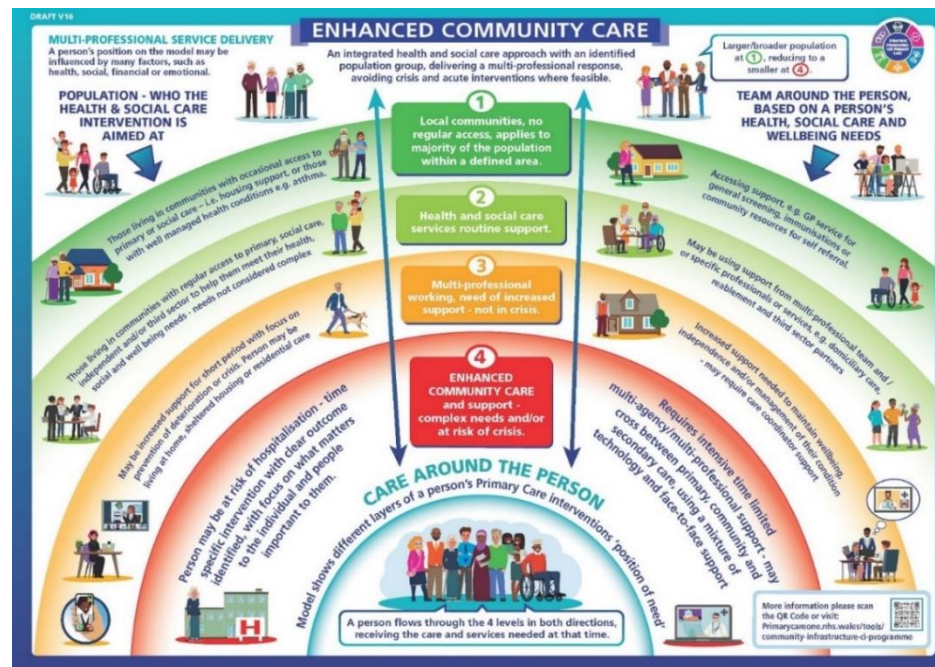 DRAFT V16
ENHANCED COMMUNITY CARE
An integrated health and social care approach with an identified
population group, delivering a multi-professional response,
avoiding crisis and acute interventions where feasible.
MULTI-PROFESSIONAL SERVICE DELIVERY
A person's position on the model may be
influenced by many factors, such as
health, social, financial or emotional.
POPULATION - WHO THE
HEALTH & SOCIAL CARE
INTERVENTION IS
AIMED AT
Larger/broader population
at 1, reducing to a
smaller at 4.
TEAM AROUND THE PERSON,
BASED ON A PERSON'S
HEALTH, SOCIAL CARE AND
WELLBEING NEEDS
1
Local communities, no
regular access, applies to
majority of the population
within a defined area.
Those living in communities with occasional access to
primary or social care – i.e. housing support, or those
with well managed health conditions e.g. asthma.
Accessing support, e.g. GP service for
general screening, immunisations or
community resources for self referral.
2
Health and social care
services routine support.
Those living in communities with regular access to primary, social care,
independent and/or third sector to help them meet their health,
social and well being needs - needs not considered complex
May be using support from multi-professional team and /
or specific professionals or services, e.g. domiciliary care,
reablement and third sector partners
3
Multi-professional
working, need of increased
support - not in crisis.
May be increased support for short period with focus on
prevention of deterioration or crisis. Person may be
living at home, sheltered housing or residential care
Increased support needed to maintain wellbeing,
independence and/or management of their condition
- may require care coordinator support
4
ENHANCED
COMMUNITY CARE
and support -
complex needs and/or
at risk of crisis.
Person may be at risk of hospitalisation - time
specific intervention with clear outcome
identified, with focus on what matters
to the individual and people
important to them.
Requires intensive time limited
multi-agency/multi-professional support - may
cross between primary, community and
secondary care, using a mixture of
technology and face-to-face support
CARE AROUND THE PERSON
Model shows different layers of a person's Primary Care interventions 'position of need'
H
A person flows through the 4 levels in both directions,
receiving the care and services needed at that time.
More information please scan
the QR Code or visit:
Primarycareone.nhs.wales/tools/
community-infrastructure-ci-programme